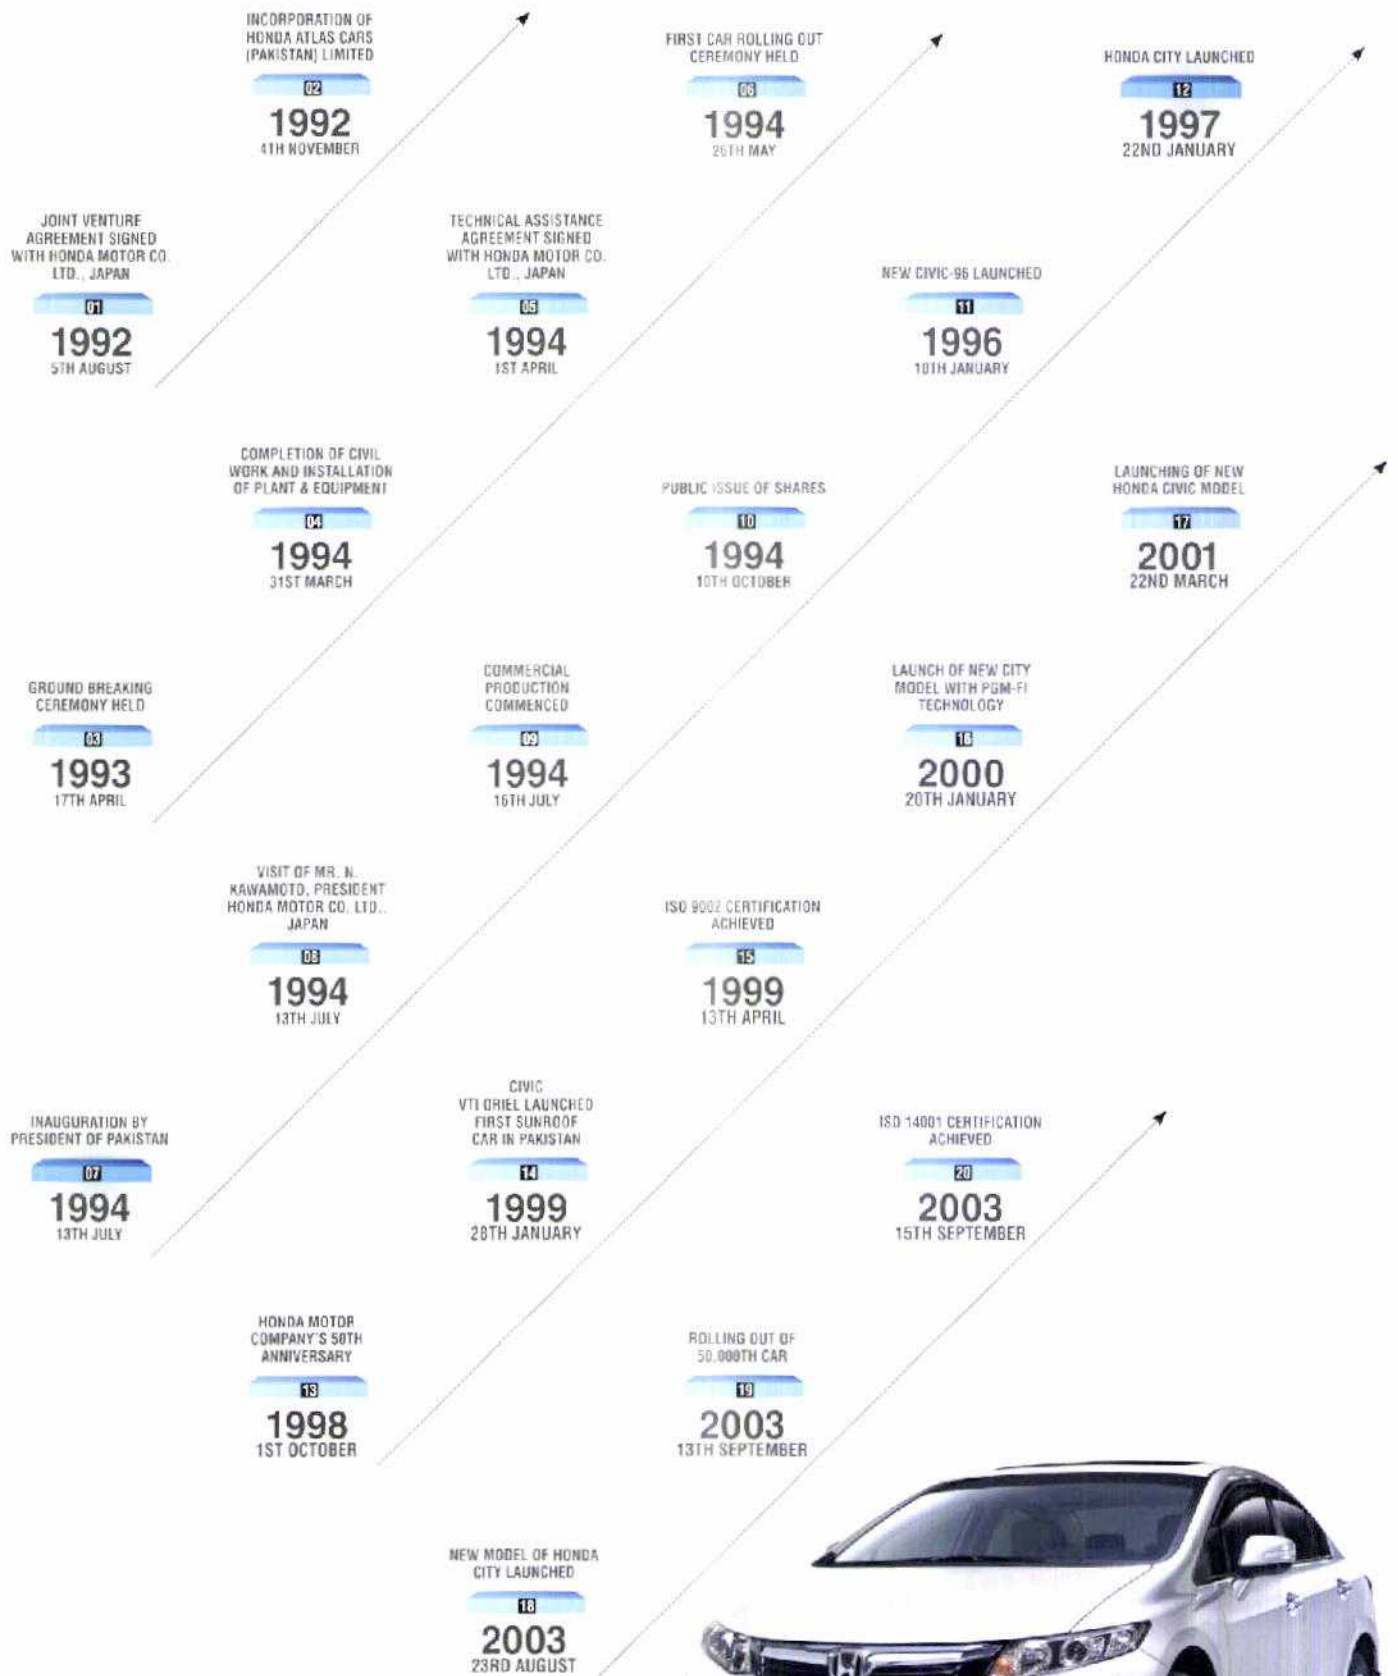 JOINT VENTURE
AGREEMENT SIGNED
WITH HONDA MOTOR CO.
LTD., JAPAN
01
1992
5TH AUGUST
INCORPORATION OF
HONDA ATLAS CARS
(PAKISTAN) LIMITED
02
1992
4TH NOVEMBER
GROUND BREAKING
CEREMONY HELD
03
1993
17TH APRIL
COMPLETION OF CIVIL
WORK AND INSTALLATION
OF PLANT & EQUIPMENT
04
1994
31ST MARCH
TECHNICAL ASSISTANCE
AGREEMENT SIGNED
WITH HONDA MOTOR CO.
LTD., JAPAN
05
1994
1ST APRIL
FIRST CAR ROLLING OUT
CEREMONY HELD
06
1994
26TH MAY
INAUGURATION BY
PRESIDENT OF PAKISTAN
07
1994
13TH JULY
VISIT OF MR. N.
KAWAMOTO, PRESIDENT
HONDA MOTOR CO. LTD.,
JAPAN
08
1994
13TH JULY
COMMERCIAL
PRODUCTION
COMMENCED
09
1994
16TH JULY
PUBLIC ISSUE OF SHARES
10
1994
10TH OCTOBER
NEW CIVIC-96 LAUNCHED
11
1996
10TH JANUARY
HONDA CITY LAUNCHED
12
1997
22ND JANUARY
HONDA MOTOR
COMPANY'S 50TH
ANNIVERSARY
13
1998
1ST OCTOBER
CIVIC
VTI ORIEL LAUNCHED
FIRST SUNROOF
CAR IN PAKISTAN
14
1999
28TH JANUARY
ISO 9002 CERTIFICATION
ACHIEVED
15
1999
13TH APRIL
LAUNCH OF NEW CITY
MODEL WITH PGM-FI
TECHNOLOGY
16
2000
20TH JANUARY
LAUNCHING OF NEW
HONDA CIVIC MODEL
17
2001
22ND MARCH
NEW MODEL OF HONDA
CITY LAUNCHED
18
2003
23RD AUGUST
ROLLING OUT OF
50,000TH CAR
19
2003
13TH SEPTEMBER
ISO 14001 CERTIFICATION
ACHIEVED
20
2003
15TH SEPTEMBER